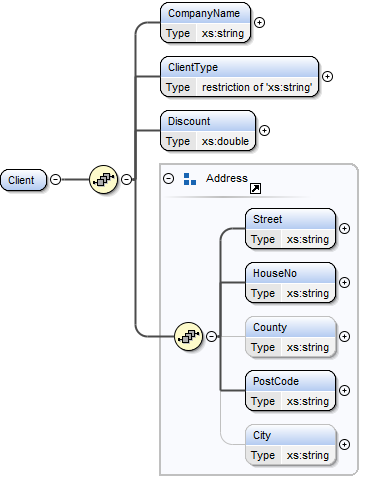 CompanyName
Type xs:string
ClientType
Type restriction of 'xs:string'
Discount
Type xs:double
Client
Address
Street
Type xs:string
HouseNo
Type xs:string
County
Type xs:string
PostCode
Type xs:string
City
Type xs:string